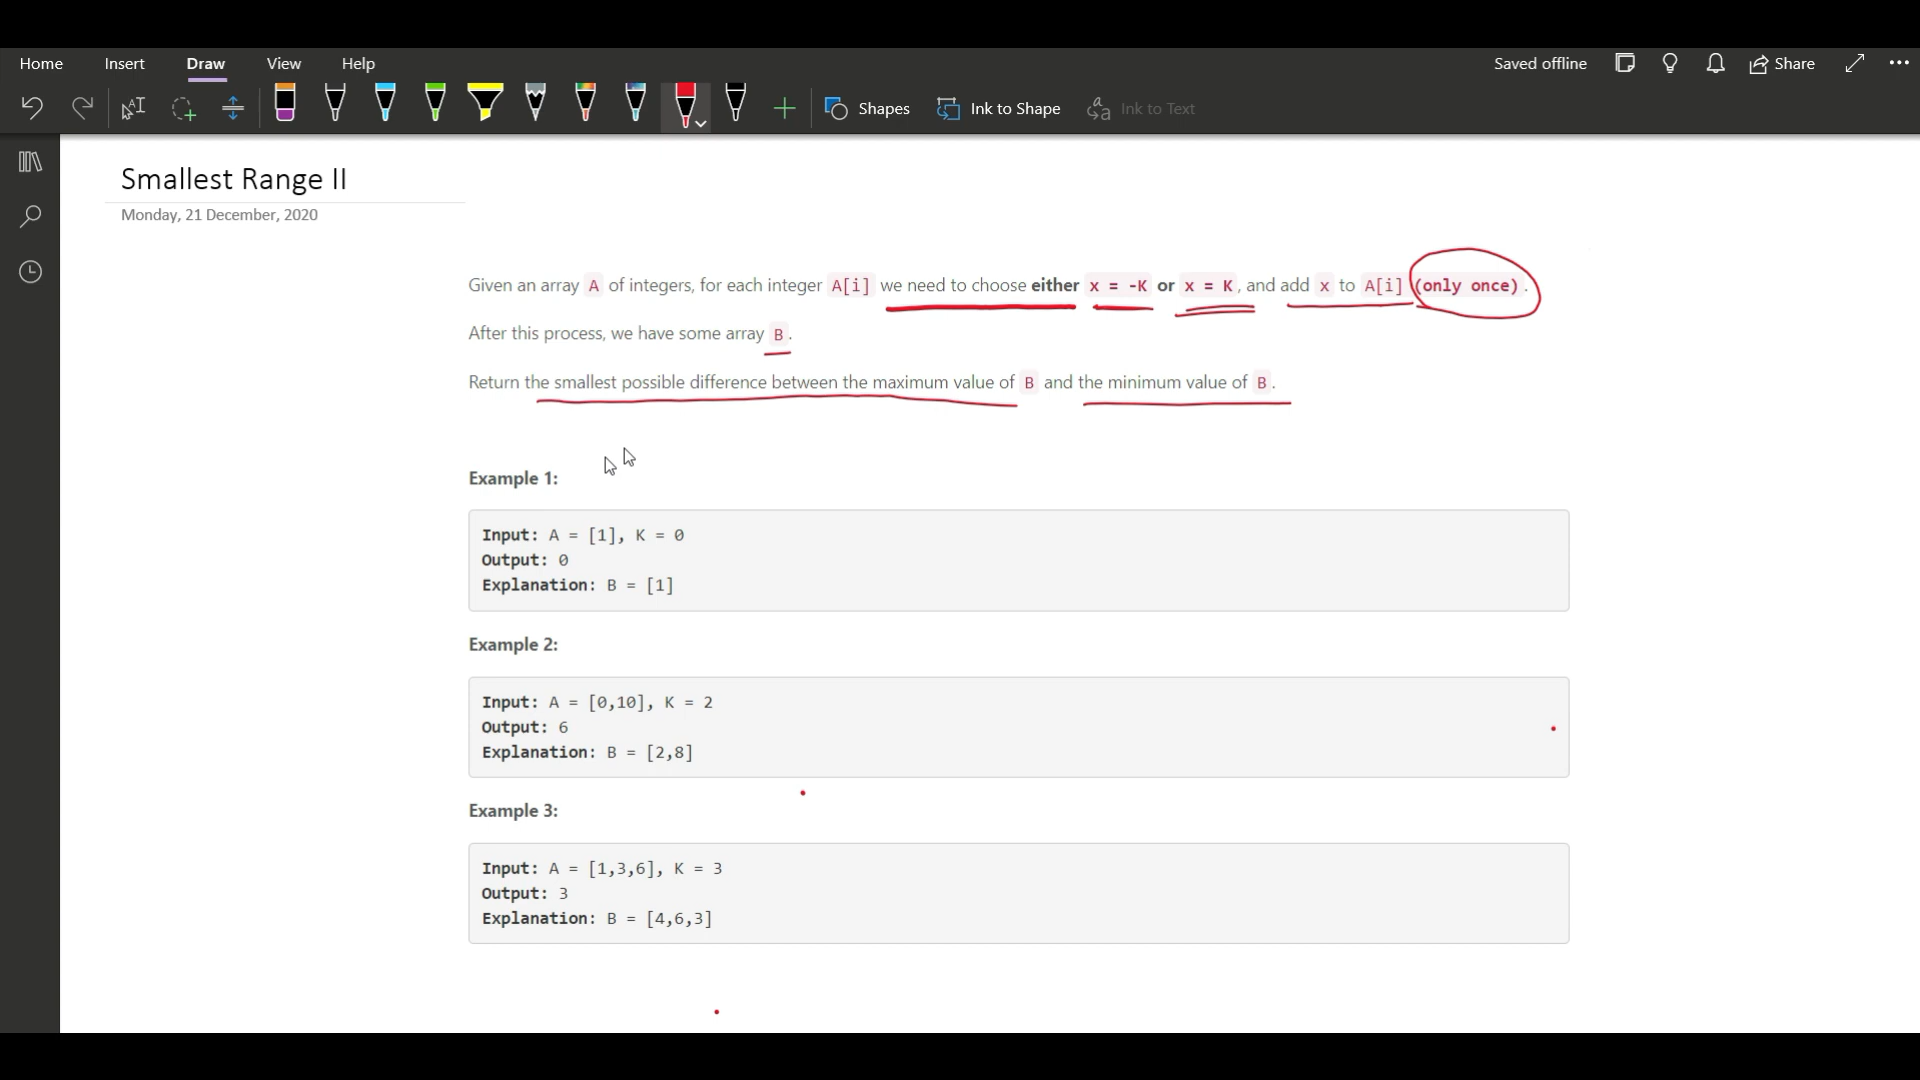 Home Insert Draw View Help Saved offline Share
Shapes Ink to Shape Ink to Text
Smallest Range II
Monday, 21 December, 2020
Given an array A of integers, for each integer A[i] we need to choose either x = -K or x = K, and add x to A[i] (only once).
After this process, we have some array B.
Return the smallest possible difference between the maximum value of B and the minimum value of B.
Example 1:
Input: A = [1], K = 0
Output: 0
Explanation: B = [1]
Example 2:
Input: A = [0,10], K = 2
Output: 6
Explanation: B = [2,8]
Example 3:
Input: A = [1,3,6], K = 3
Output: 3
Explanation: B = [4,6,3]